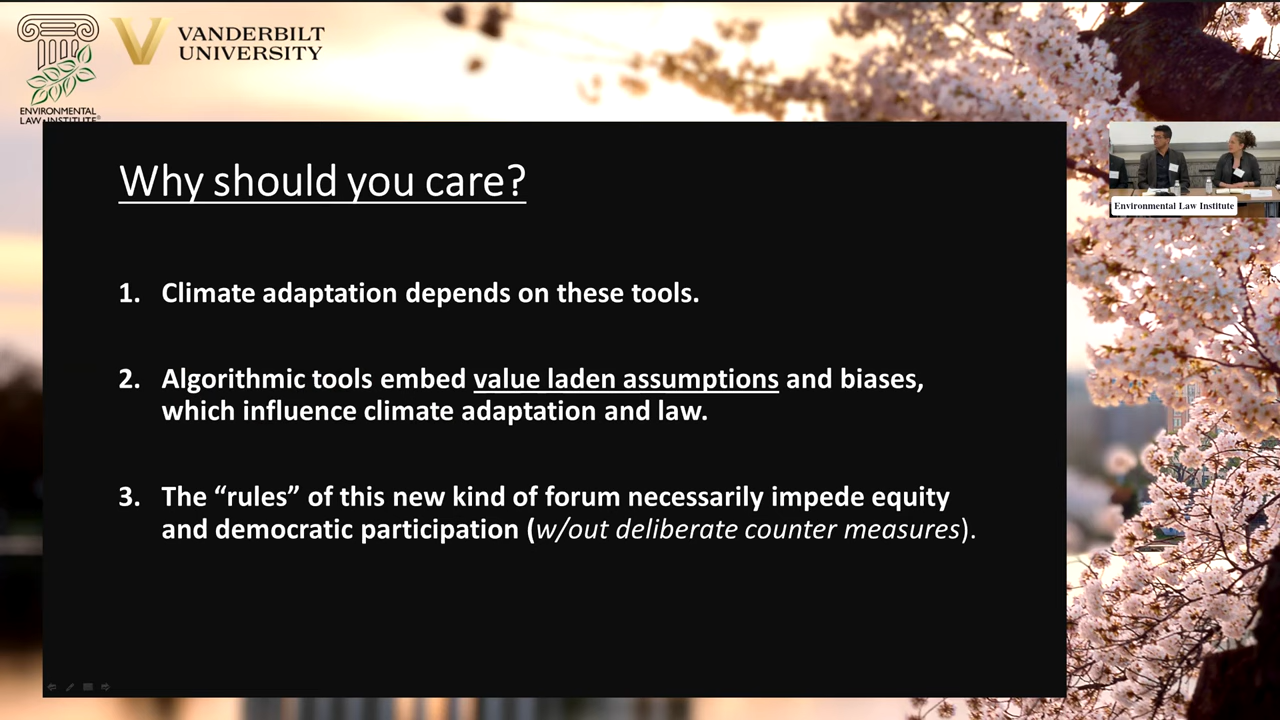 VANDERBILT
UNIVERSITY
ENVIRONMENTAL
LAW INSTITUTE®
Why should you care?
1. Climate adaptation depends on these tools.
2. Algorithmic tools embed value laden assumptions and biases,
which influence climate adaptation and law.
3. The “rules” of this new kind of forum necessarily impede equity
and democratic participation (w/out deliberate counter measures).
Environmental Law Institute